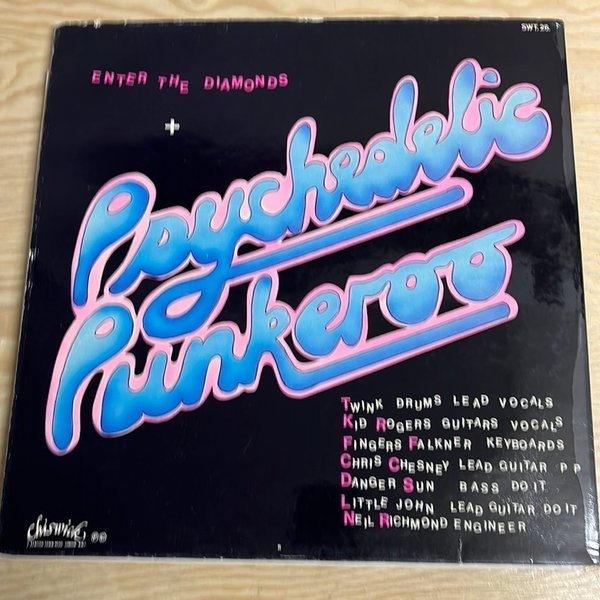 SWT 26
ENTER THE DIAMONDS
+
Psychedelic
Punkeroo
TWINK DRUMS LEAD VOCALS
KID ROGERS GUITARS VOCALS
FINGERS FALKNER KEYBOARDS
CHRIS CHESNEY LEAD GUITAR P P
DANGER SUN BASS DO IT
LITTLE JOHN LEAD GUITAR DO IT
NEIL RICHMOND ENGINEER
Chiswick